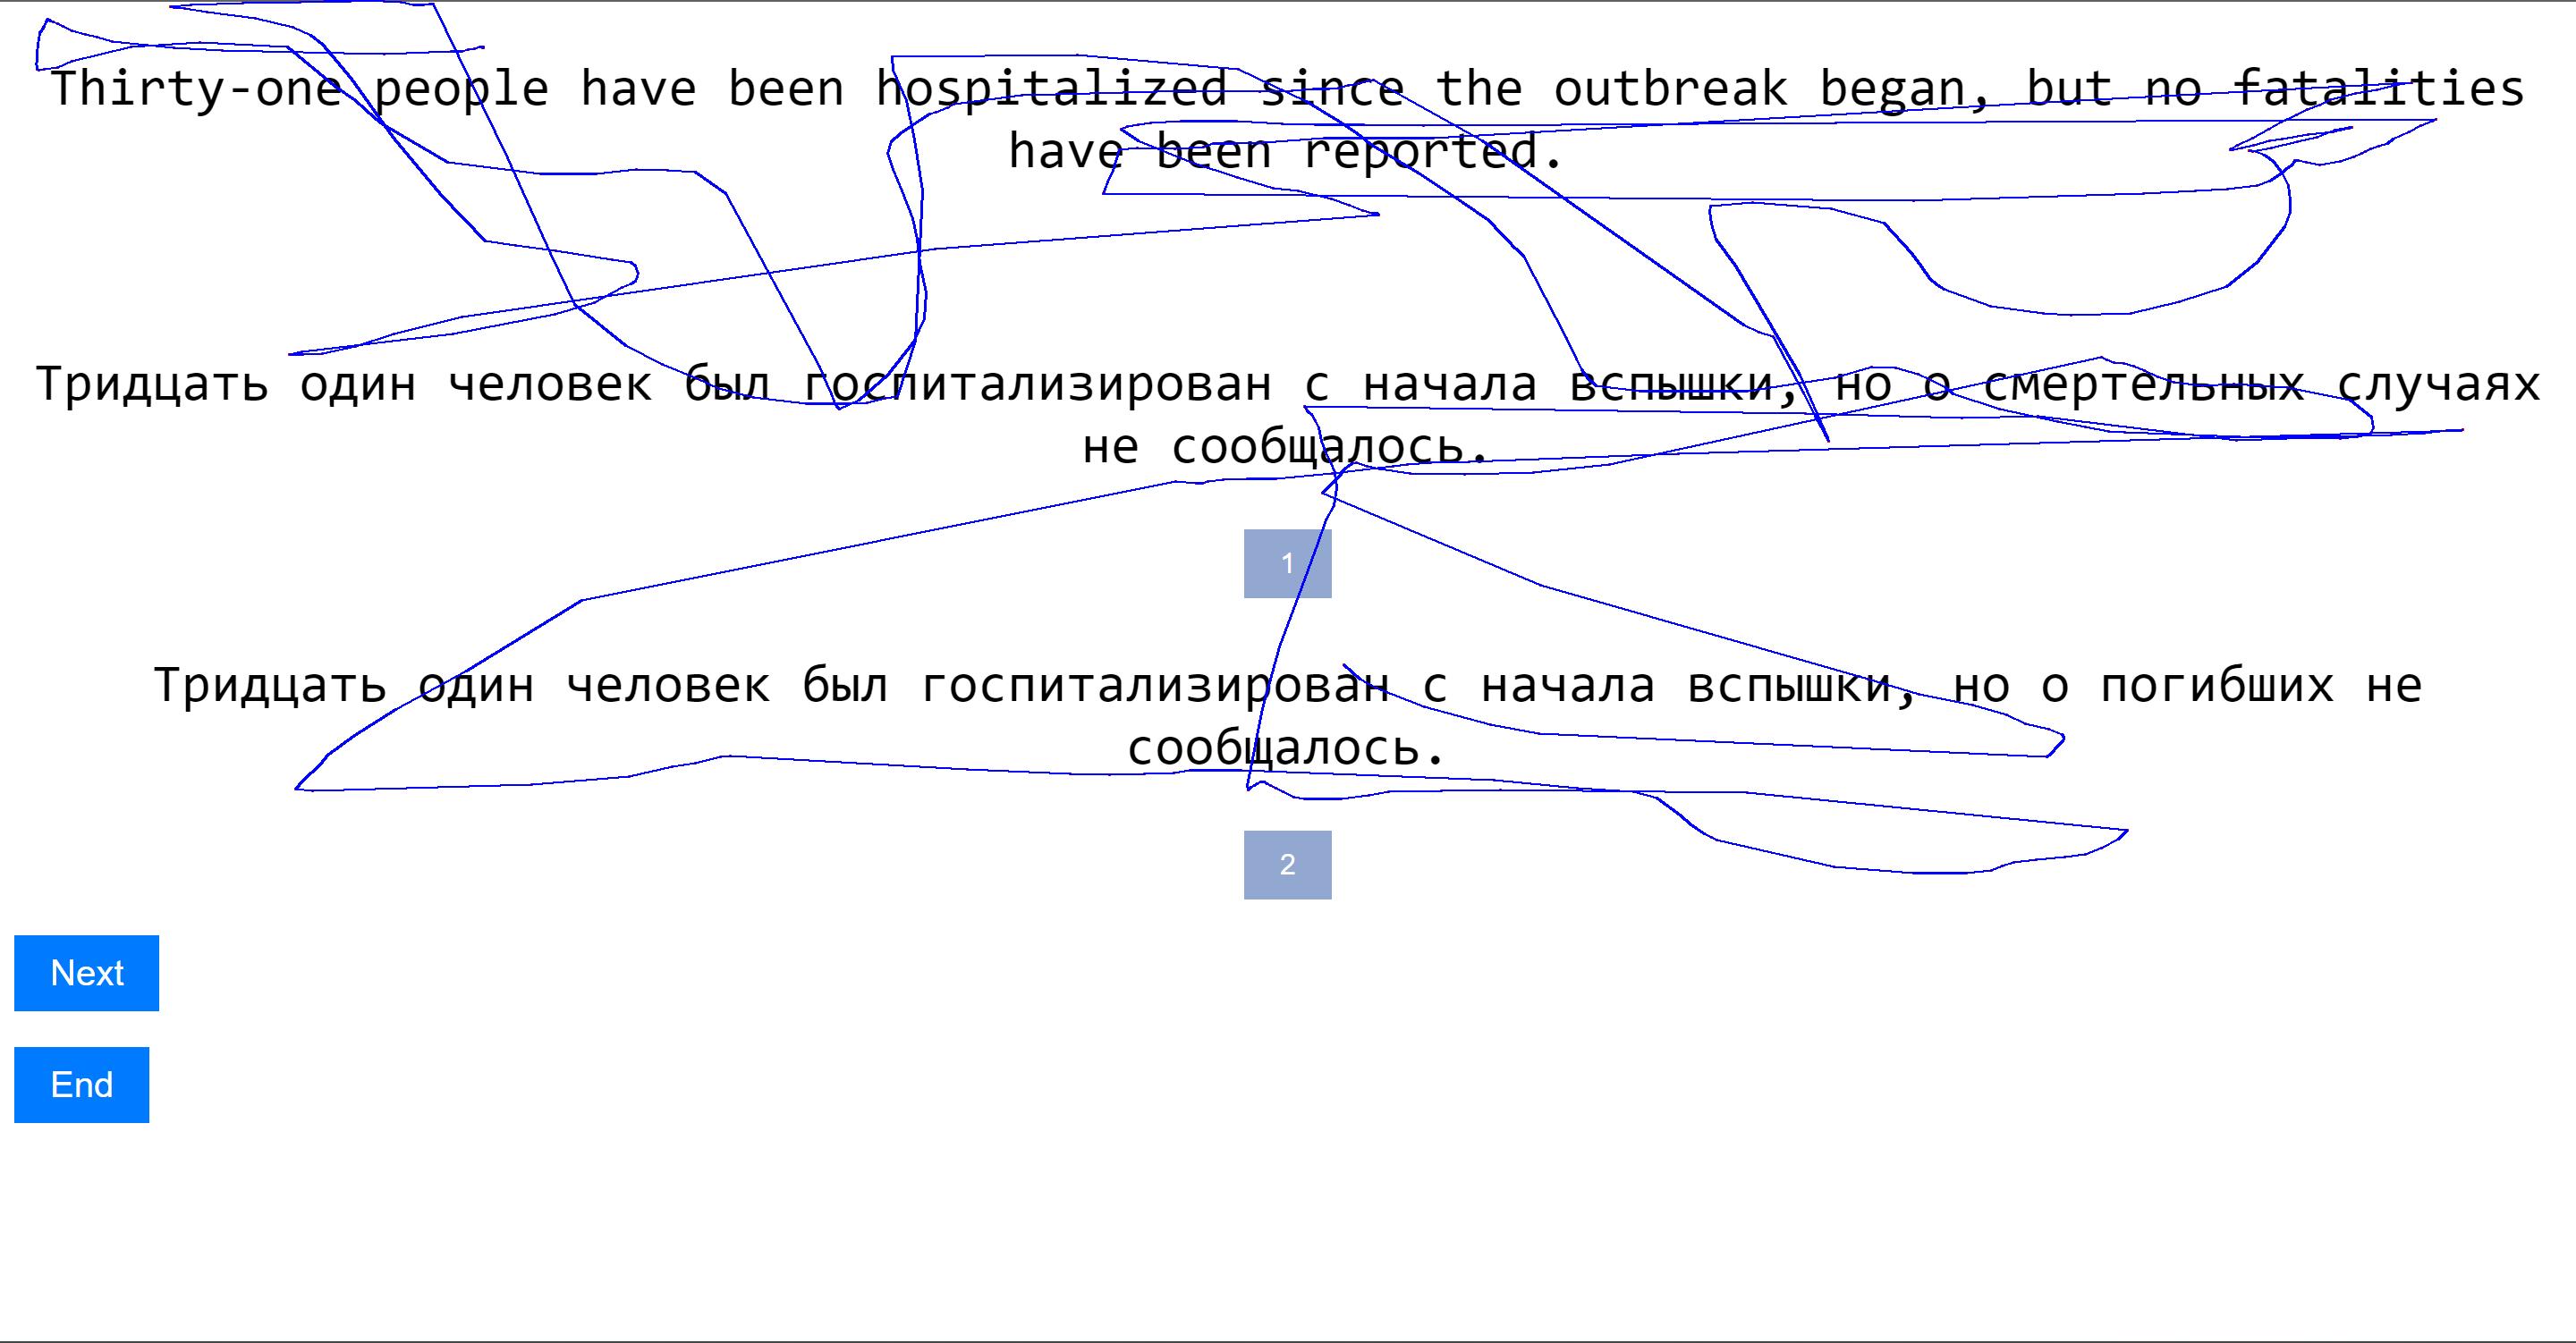 Thirty-one people have been hospitalized since the outbreak began, but no fatalities
have been reported.
Тридцать один человек был госпитализирован с начала вспышки, но о смертельных случаях
не сообщалось.
1
Тридцать один человек был госпитализирован с начала вспышки, но о погибших не
сообщалось.
2
Next
End